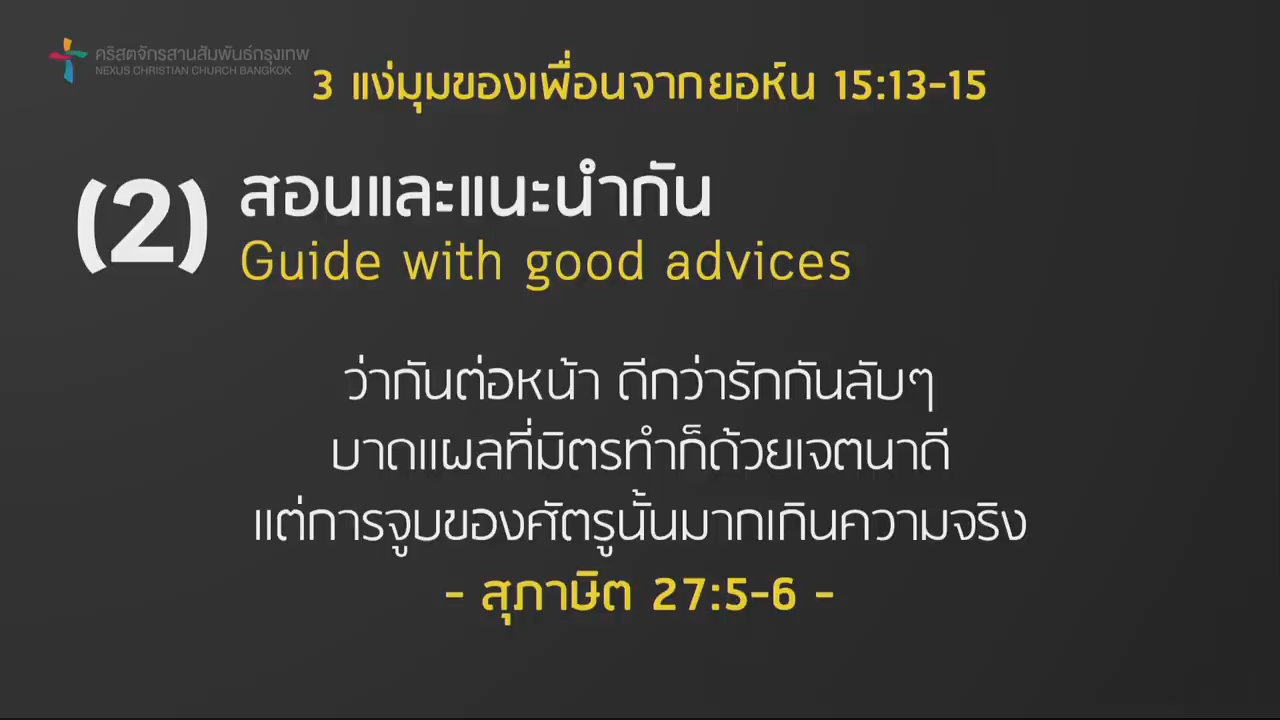 คริสตจักรสานสัมพันธ์กรุงเทพ
NEXUS CHRISTIAN CHURCH BANGKOK
3 แง่มุมของเพื่อนจากยอห์น 15:13-15
(2) สอนและแนะนำกัน
Guide with good advices
ว่ากันต่อหน้า ดีกว่ารักกันลับๆ
บาดแผลที่มิตรทำก็ด้วยเจตนาดี
แต่การจูบของศัตรูนั้นมากเกินความจริง
- สุภาษิต 27:5-6 -